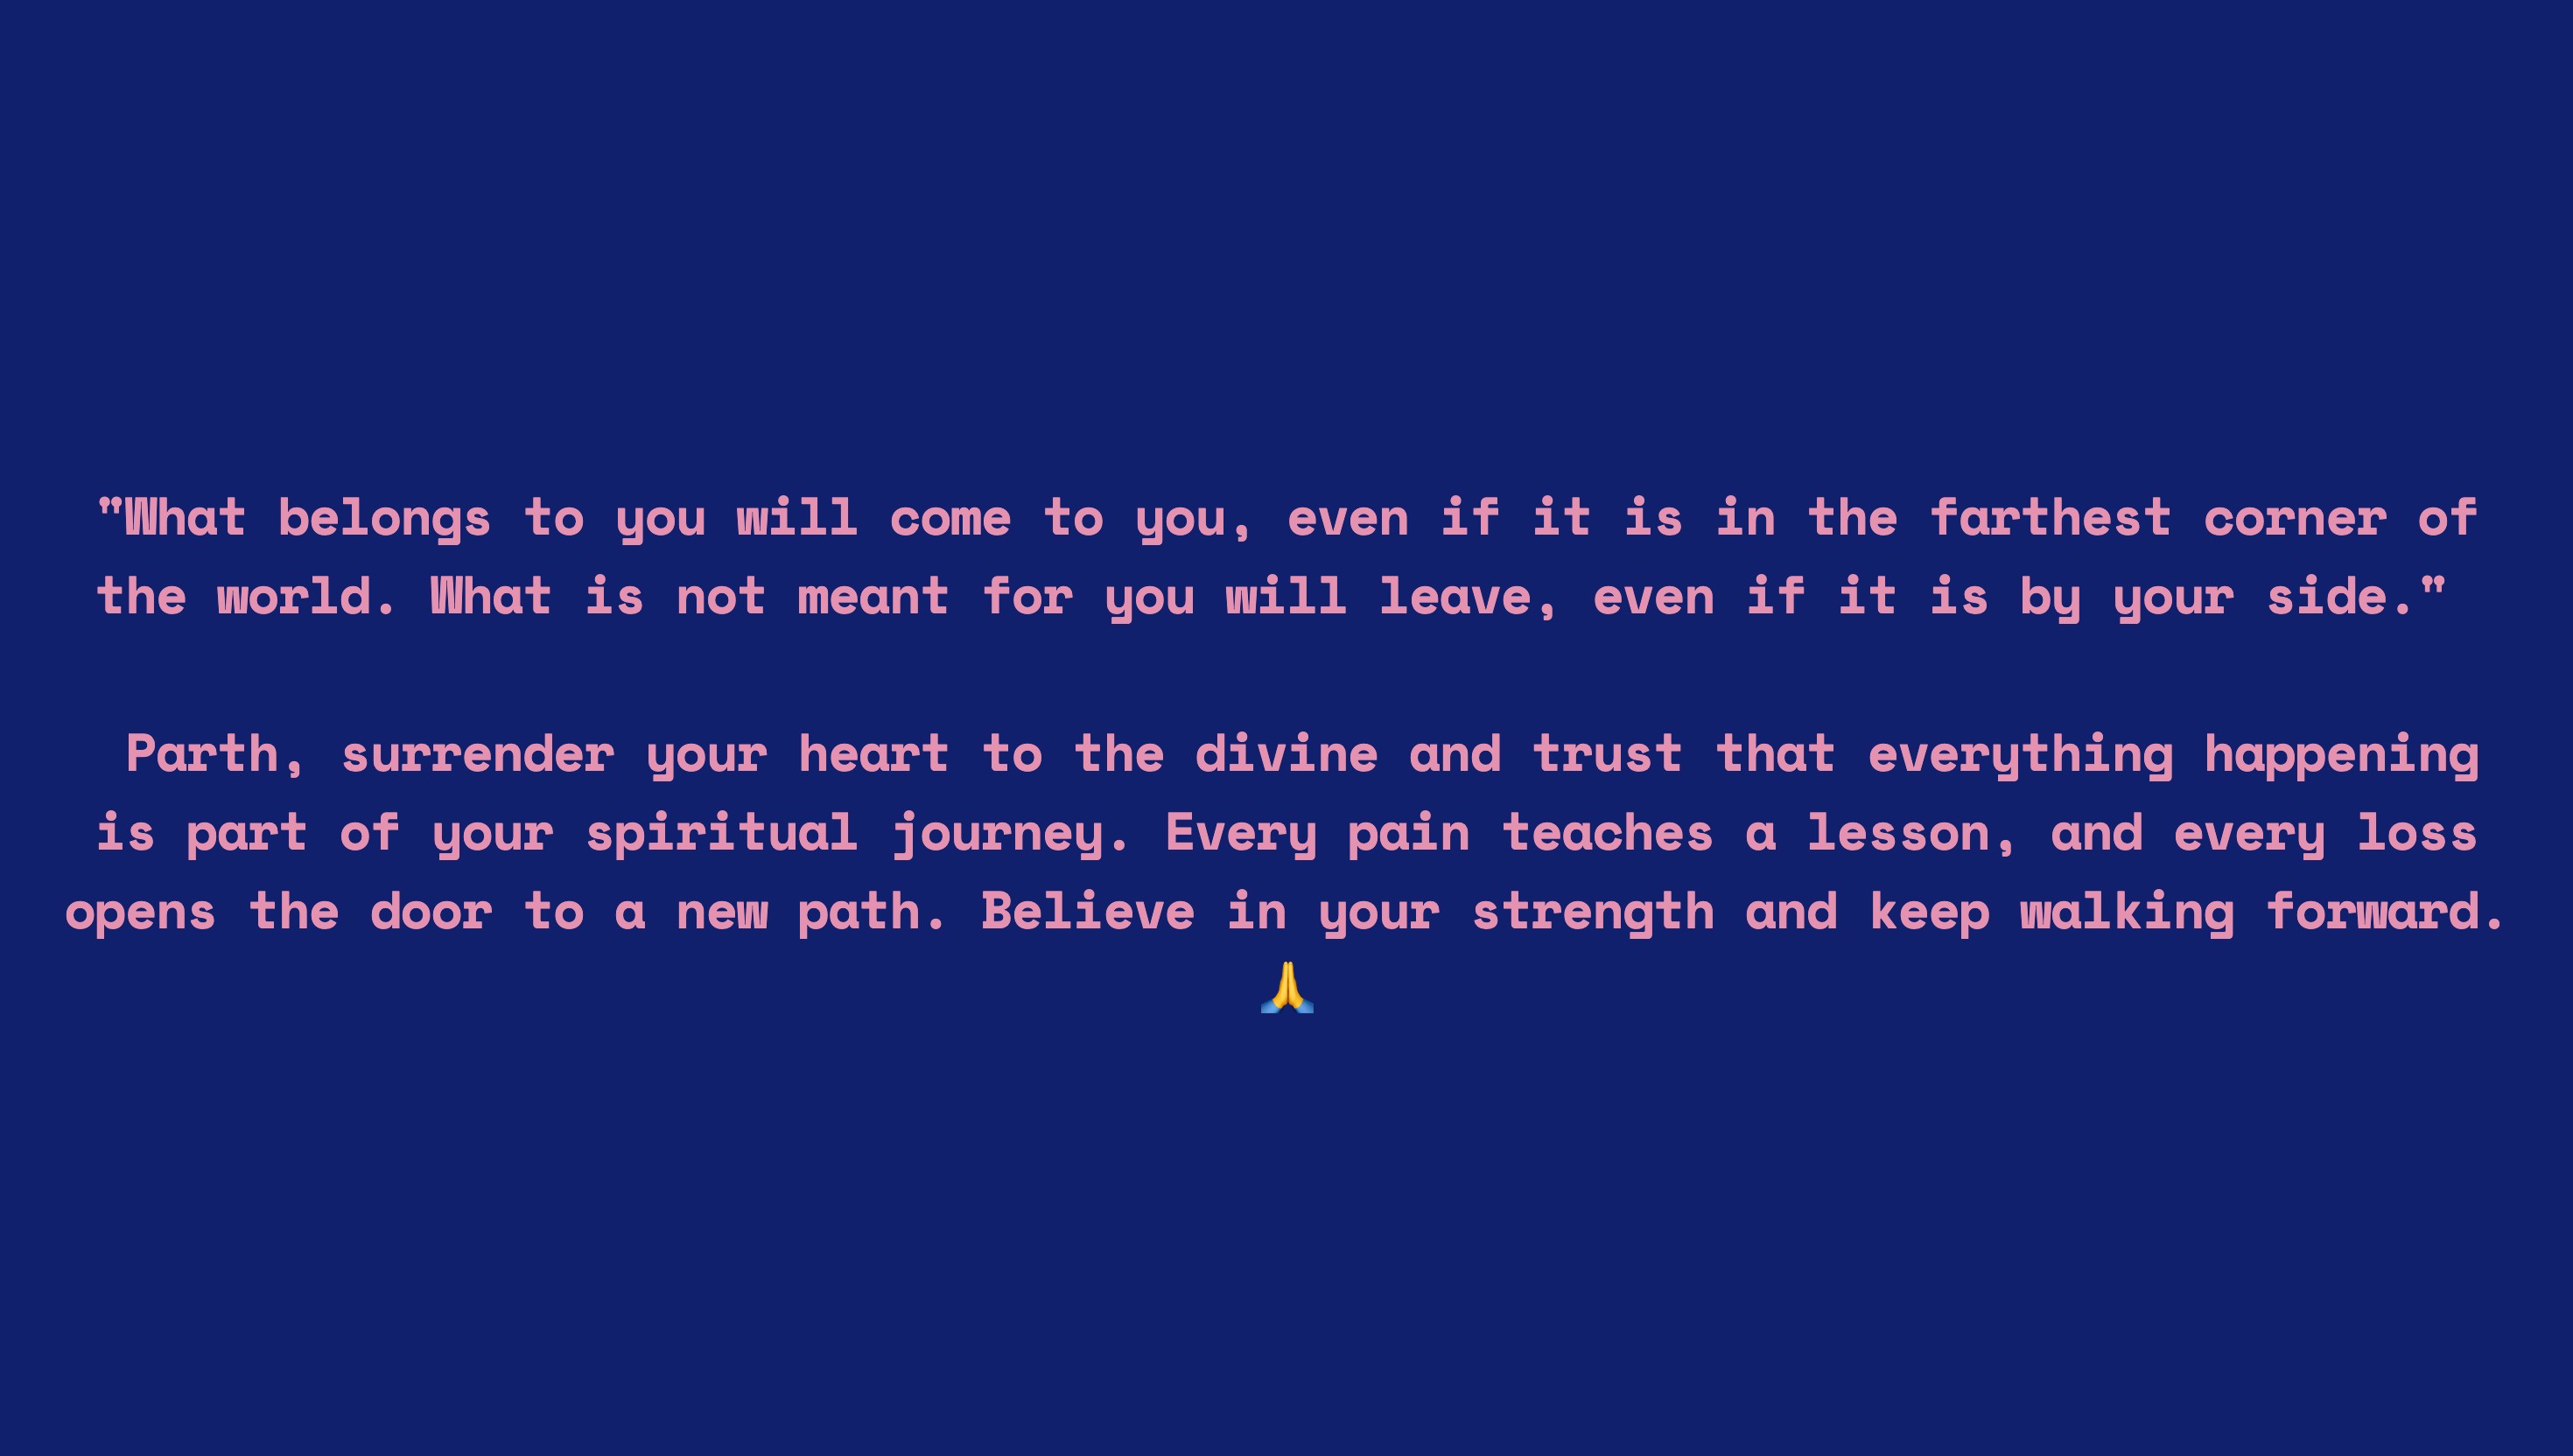 "What belongs to you will come to you, even if it is in the farthest corner of
the world. What is not meant for you will leave, even if it is by your side."
Parth, surrender your heart to the divine and trust that everything happening
is part of your spiritual journey. Every pain teaches a lesson, and every loss
opens the door to a new path. Believe in your strength and keep walking forward.
🙏